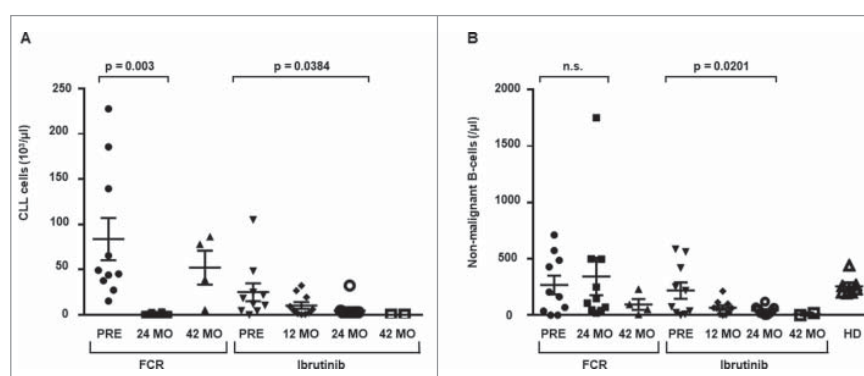 A
p = 0.003
p = 0.0384
250
200
150
100
50
0
CLL cells (10³/µl)
PRE 24 MO 42 MO PRE 12 MO 24 MO 42 MO
FCR Ibrutinib
B
n.s.
p = 0.0201
2000
1500
1000
500
0
Non-malignant B-cells (/µl)
PRE 24 MO 42 MO PRE 12 MO 24 MO 42 MO HD
FCR Ibrutinib